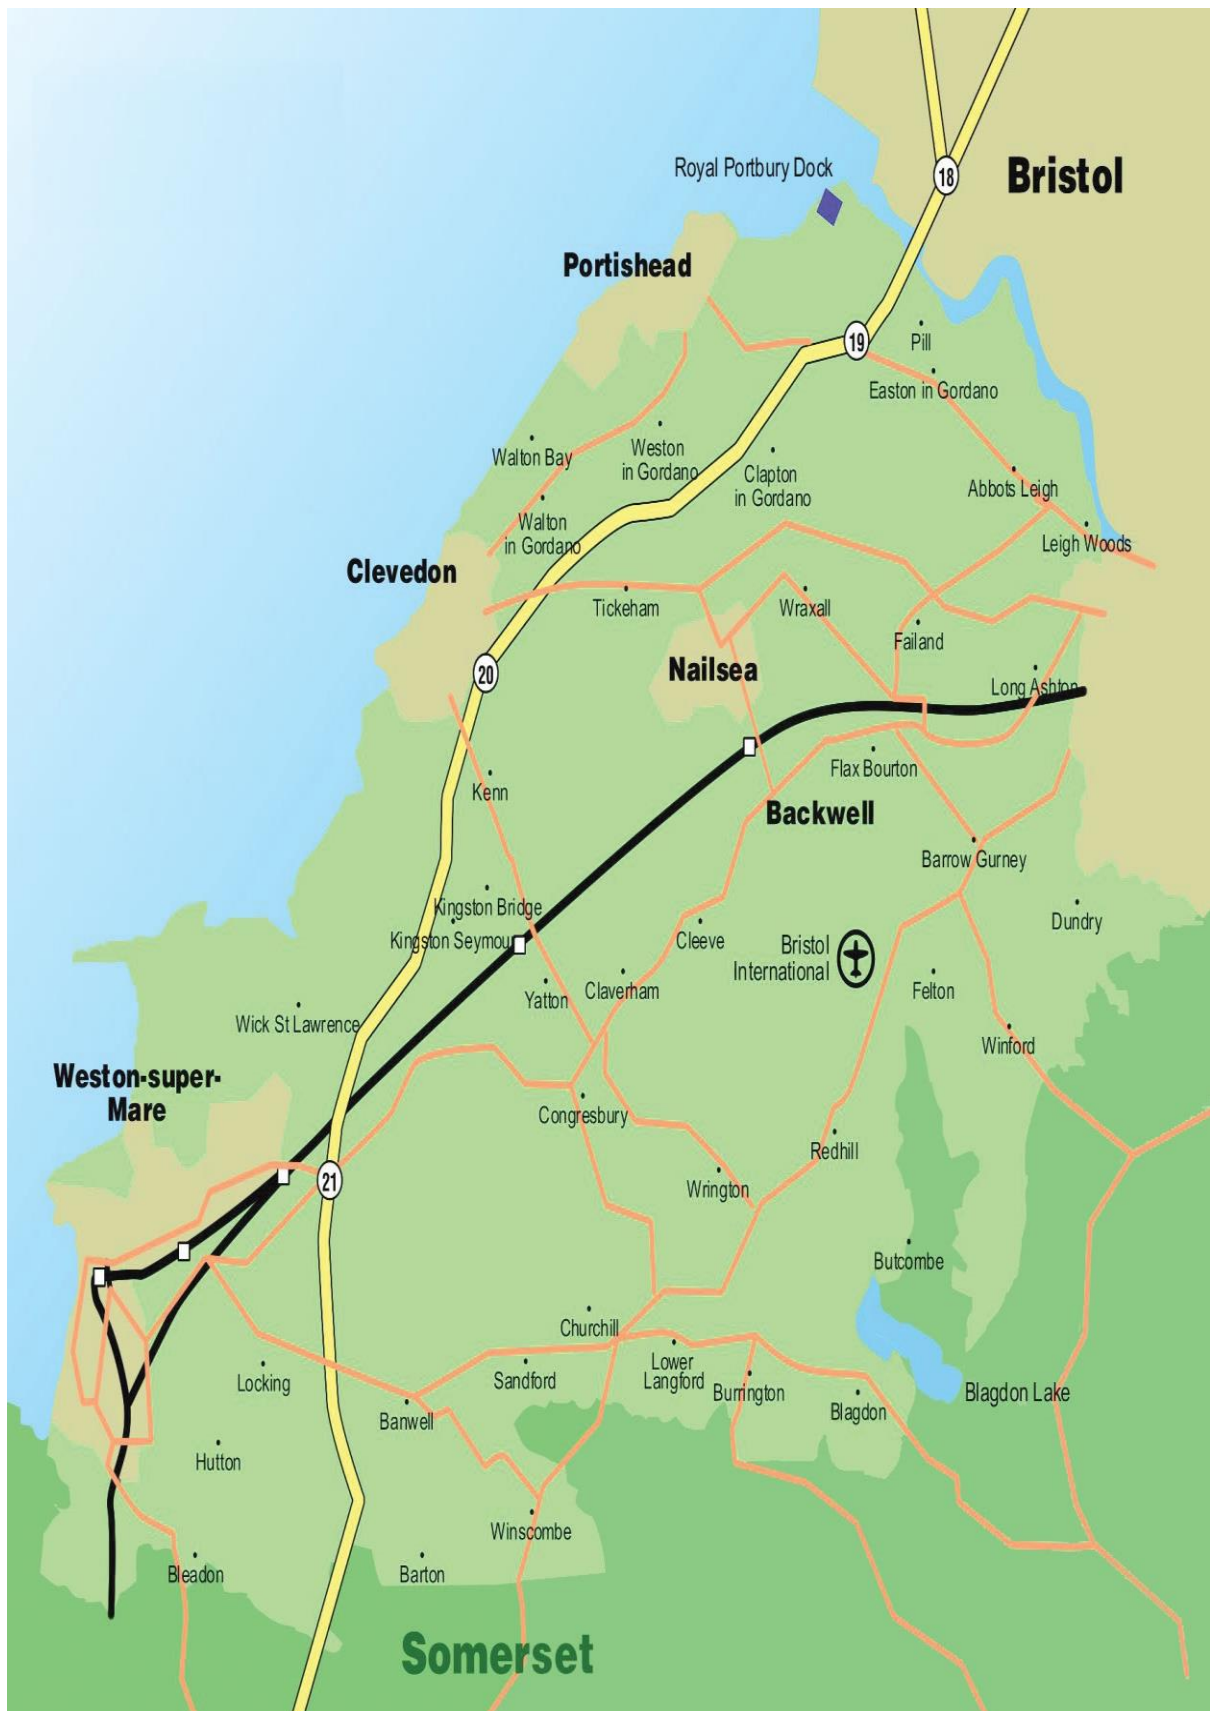 18
Bristol
Royal Portbury Dock
Portishead
19
Pill
Easton in Gordano
Walton Bay
Weston
in Gordano
Clapton
in Gordano
Abbots Leigh
Walton
in Gordano
Leigh Woods
Clevedon
Tickeham
Wraxall
Failand
20
Nailsea
Long Ashton
Flax Bourton
Kenn
Backwell
Barrow Gurney
Kingston Bridge
Kingston Seymour
Cleeve
Bristol
International
Dundry
Yatton
Claverham
Felton
Wick St Lawrence
Winford
Weston-super-
Mare
Congresbury
Redhill
21
Wrington
Butcombe
Churchill
Locking
Sandford
Lower
Langford
Burrington
Blagdon
Blagdon Lake
Banwell
Hutton
Winscombe
Bleadon
Barton
Somerset